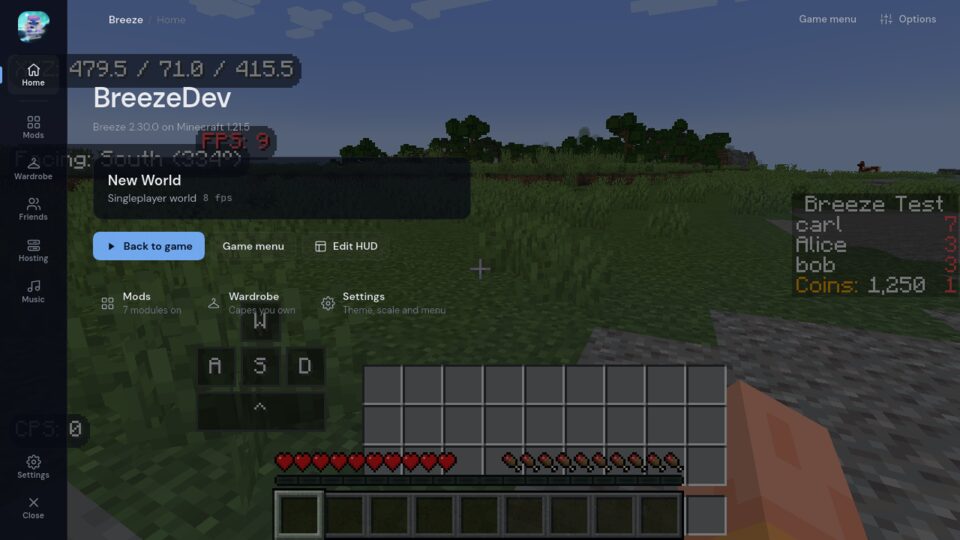 Breeze / Home
Game menu
Options
XYZ: 479.5 / 71.0 / 415.5
Home
BreezeDev
Breeze 2.30.0 on Minecraft 1.21.5
Mods
FPS: 9
Facing: South (334°)
Wardrobe
New World
Singleplayer world 8 fps
Friends
Breeze Test
carl 7
Alice 3
bob 3
Coins: 1,250 1
Hosting
Back to game
Game menu
Edit HUD
Music
Mods
7 modules on
Wardrobe
Capes you own
Settings
Theme, scale and menu
W
A S D
^
CPS: 0
Settings
Close